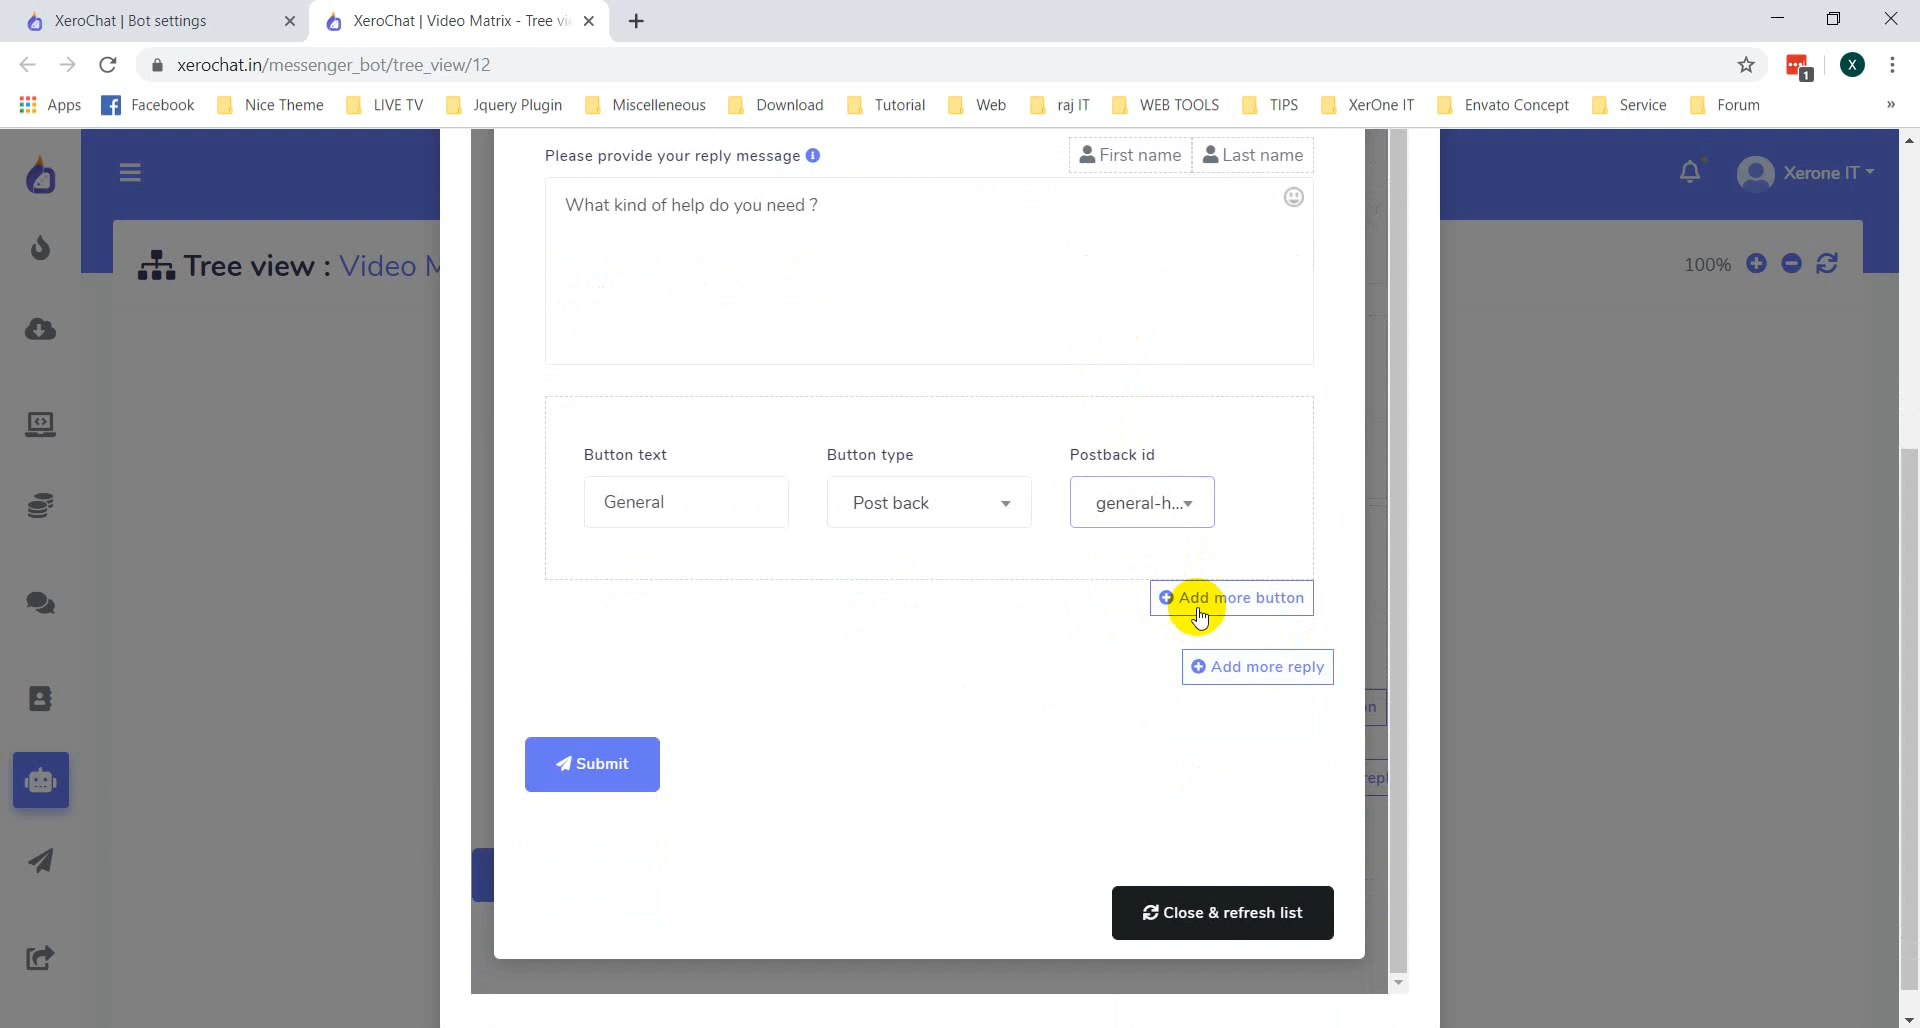 XeroChat | Bot settings
XeroChat | Video Matrix - Tree vi
xerochat.in/messenger_bot/tree_view/12
1
X
Apps
Facebook
Nice Theme
LIVE TV
Jquery Plugin
Miscelleneous
Download
Tutorial
Web
raj IT
WEB TOOLS
TIPS
XerOne IT
Envato Concept
Service
Forum
»
Please provide your reply message
First name
Last name
Xerone IT
What kind of help do you need ?
Tree view : Video M
100%
Button text
Button type
Postback id
General
Post back
general-h...
Add more button
Add more reply
on
repl
Submit
Close & refresh list